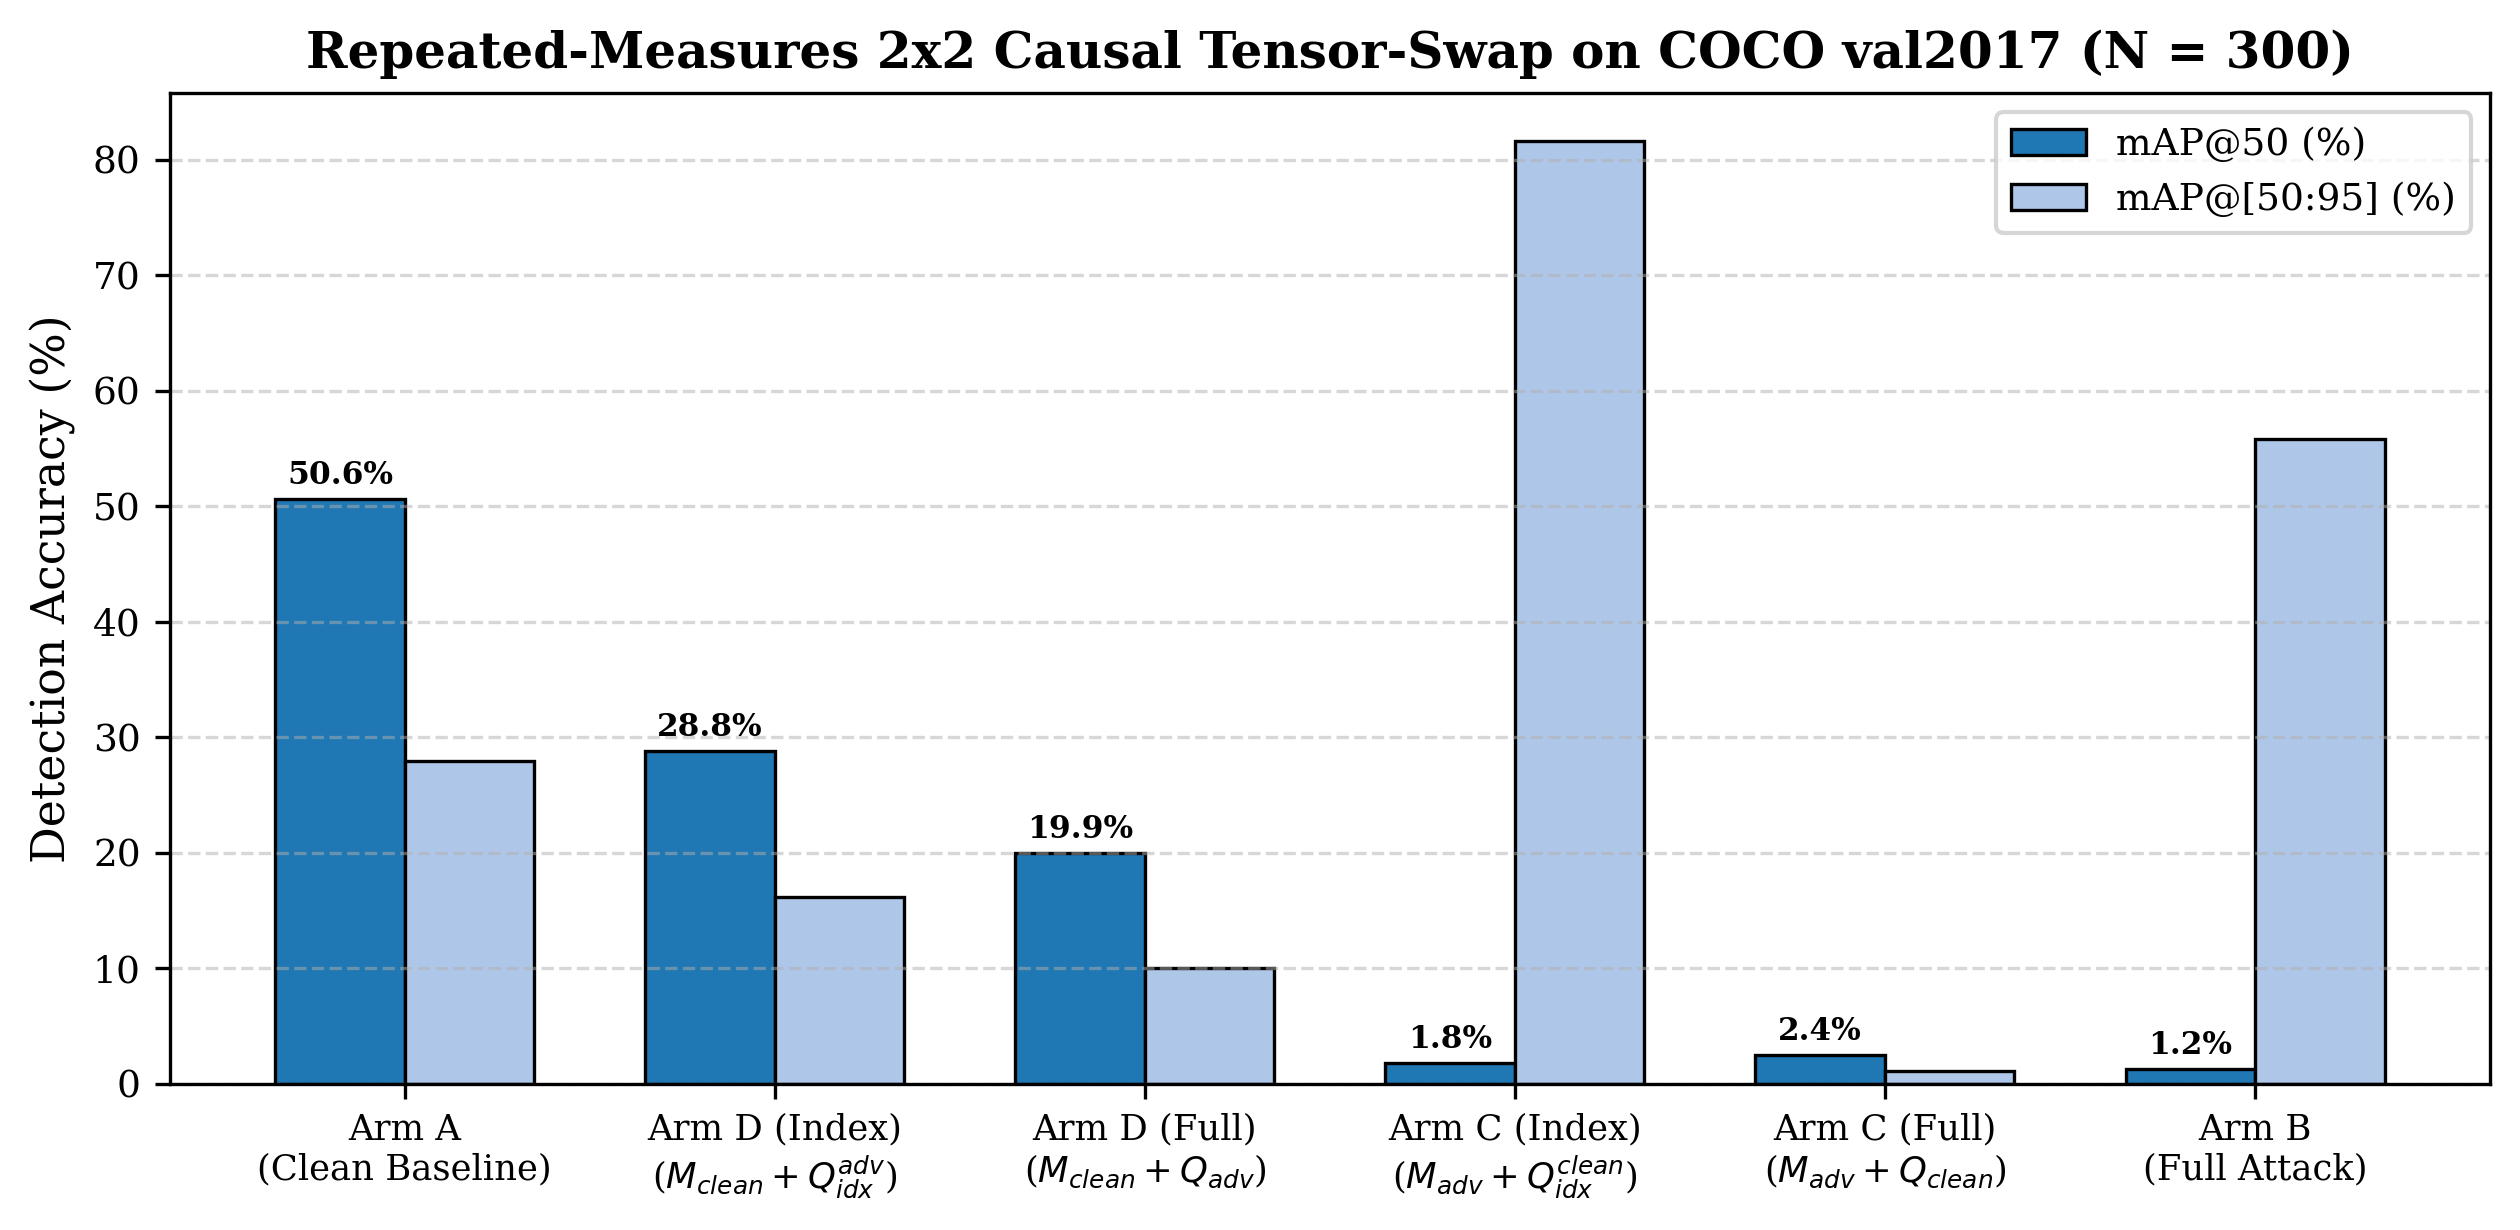 Repeated-Measures 2x2 Causal Tensor-Swap on COCO val2017 (N = 300)
mAP@50 (%)
mAP@[50:95] (%)
Detection Accuracy (%)
80
70
60
50
40
30
20
10
0
50.6%
28.8%
19.9%
1.8%
2.4%
1.2%
Arm A
(Clean Baseline)
Arm D (Index)
(M_clean + Q_idx^adv)
Arm D (Full)
(M_clean + Q_adv)
Arm C (Index)
(M_adv + Q_idx^clean)
Arm C (Full)
(M_adv + Q_clean)
Arm B
(Full Attack)